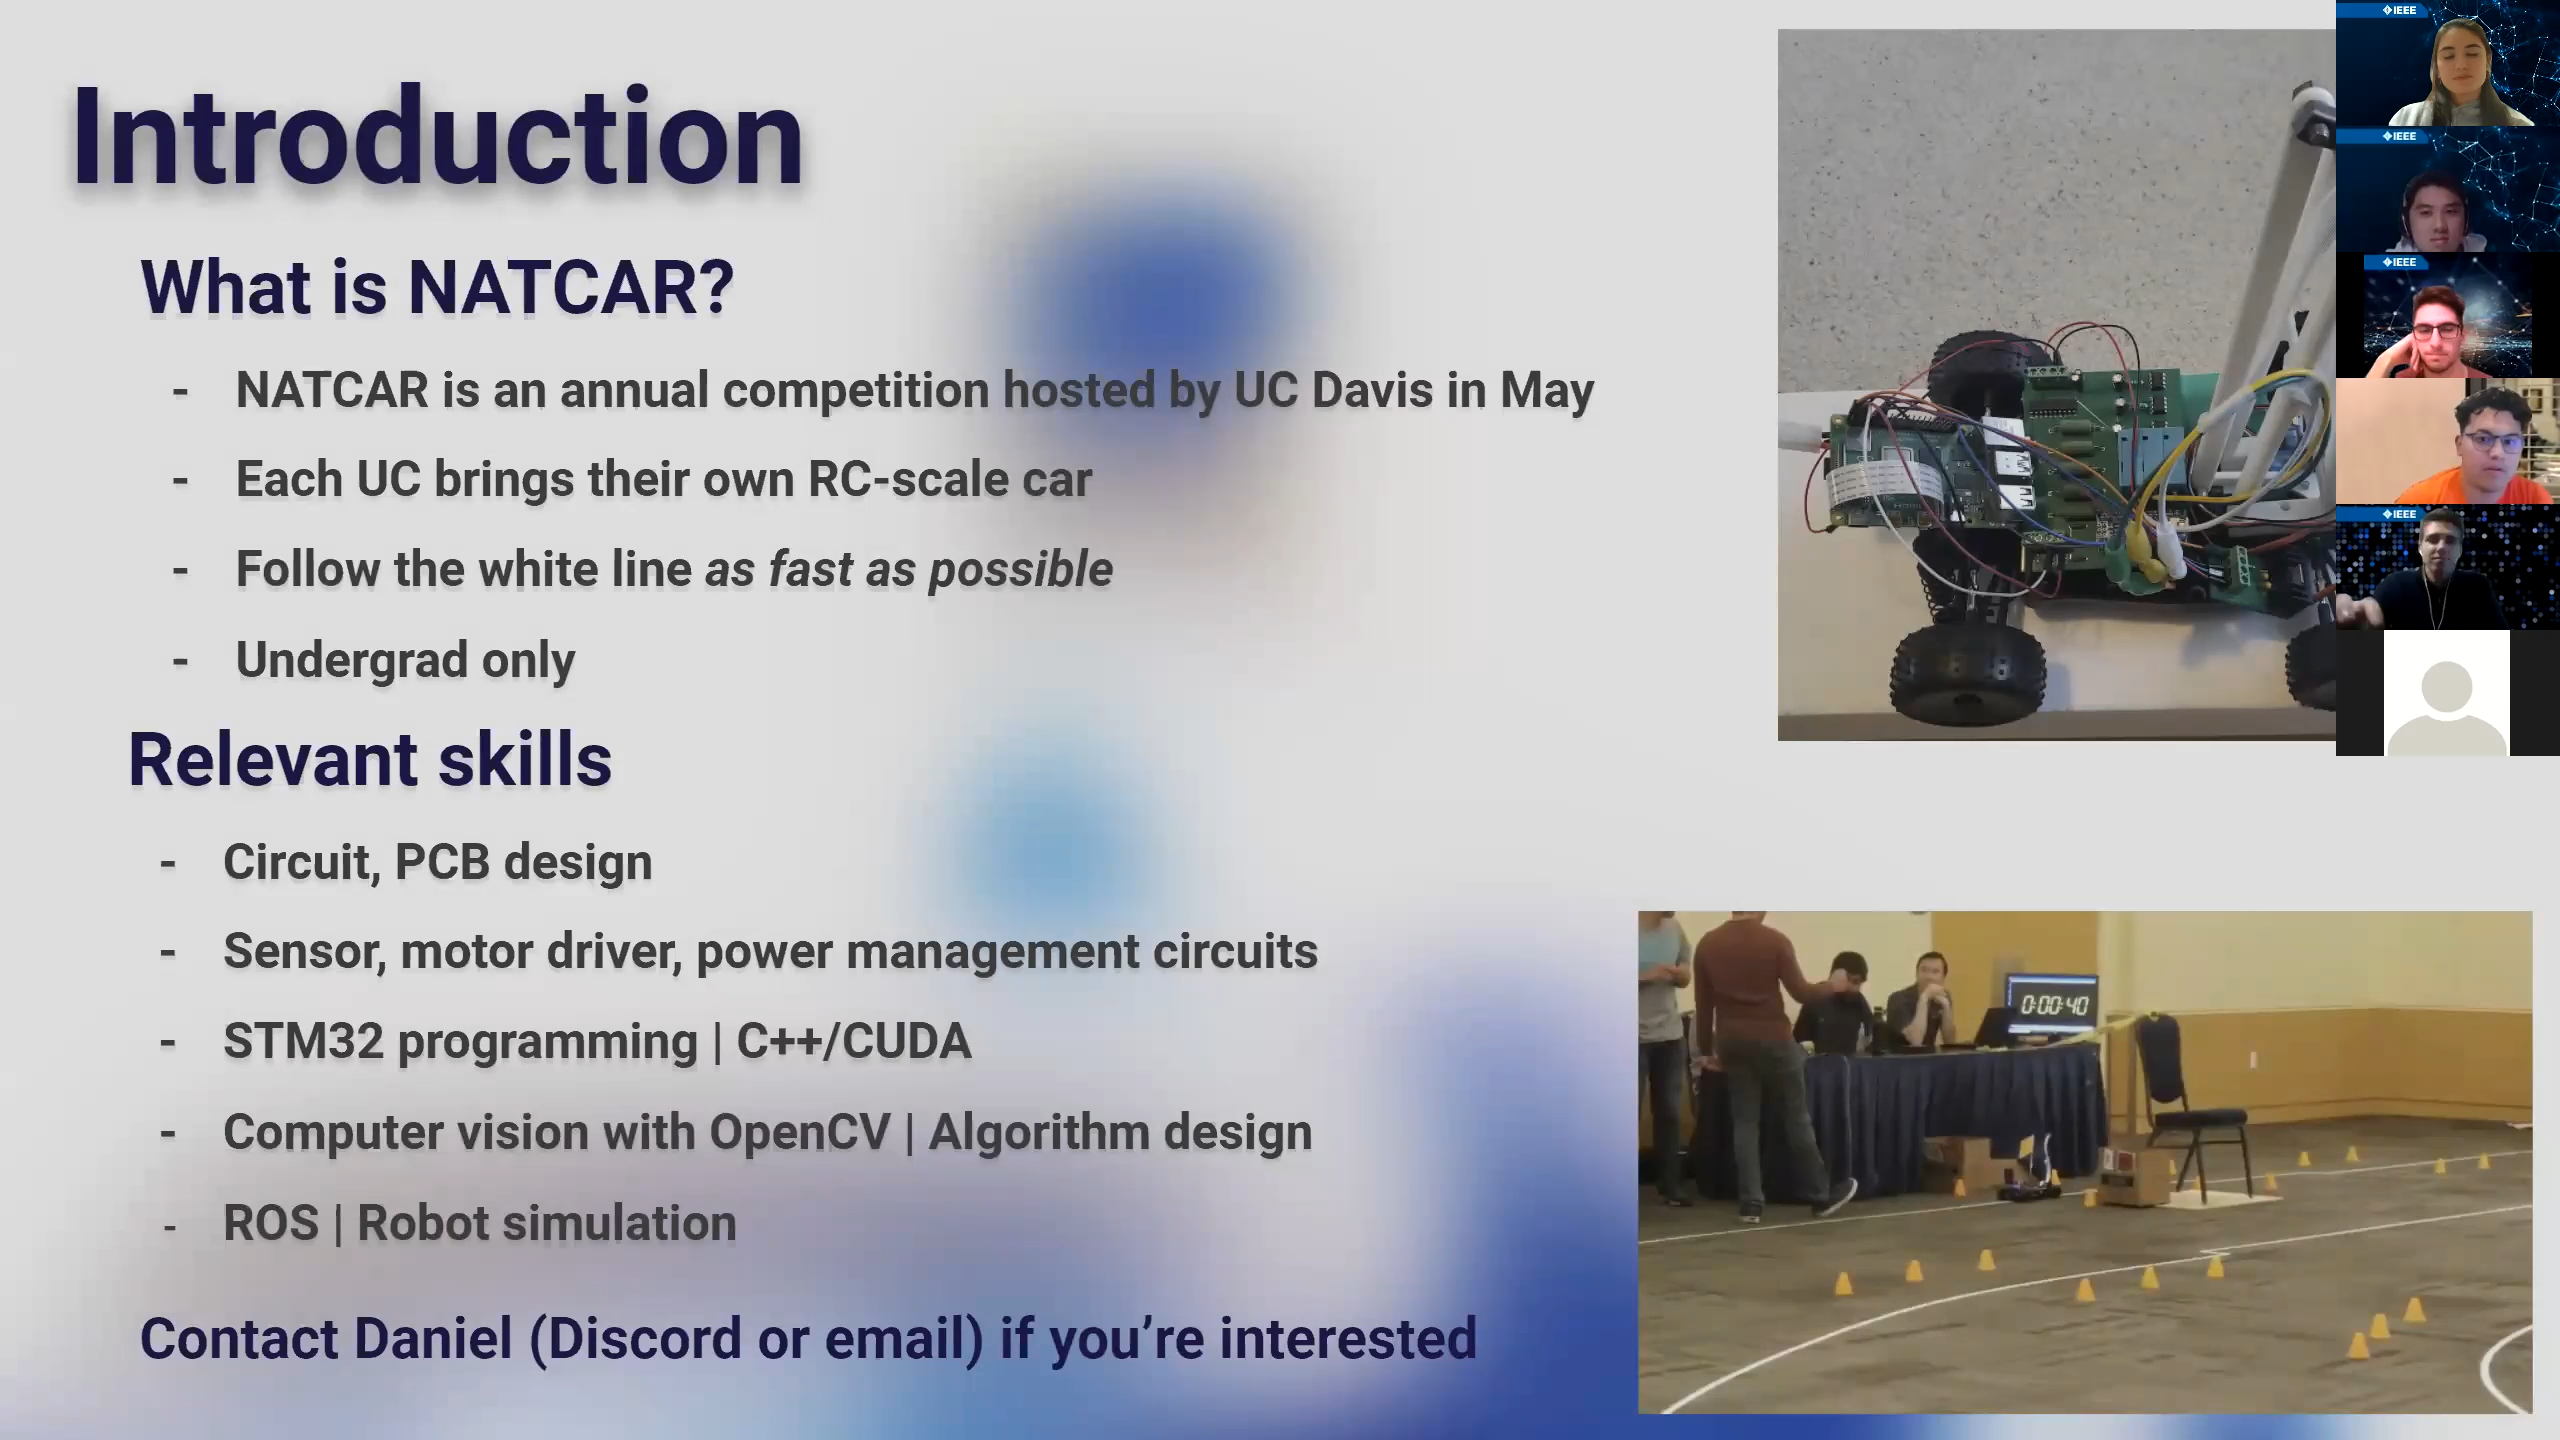 Introduction
What is NATCAR?
- NATCAR is an annual competition hosted by UC Davis in May
- Each UC brings their own RC-scale car
- Follow the white line as fast as possible
- Undergrad only
Relevant skills
- Circuit, PCB design
- Sensor, motor driver, power management circuits
- STM32 programming | C++/CUDA
- Computer vision with OpenCV | Algorithm design
- ROS | Robot simulation
Contact Daniel (Discord or email) if you’re interested
IEEE
IEEE
IEEE
IEEE
0:00:40